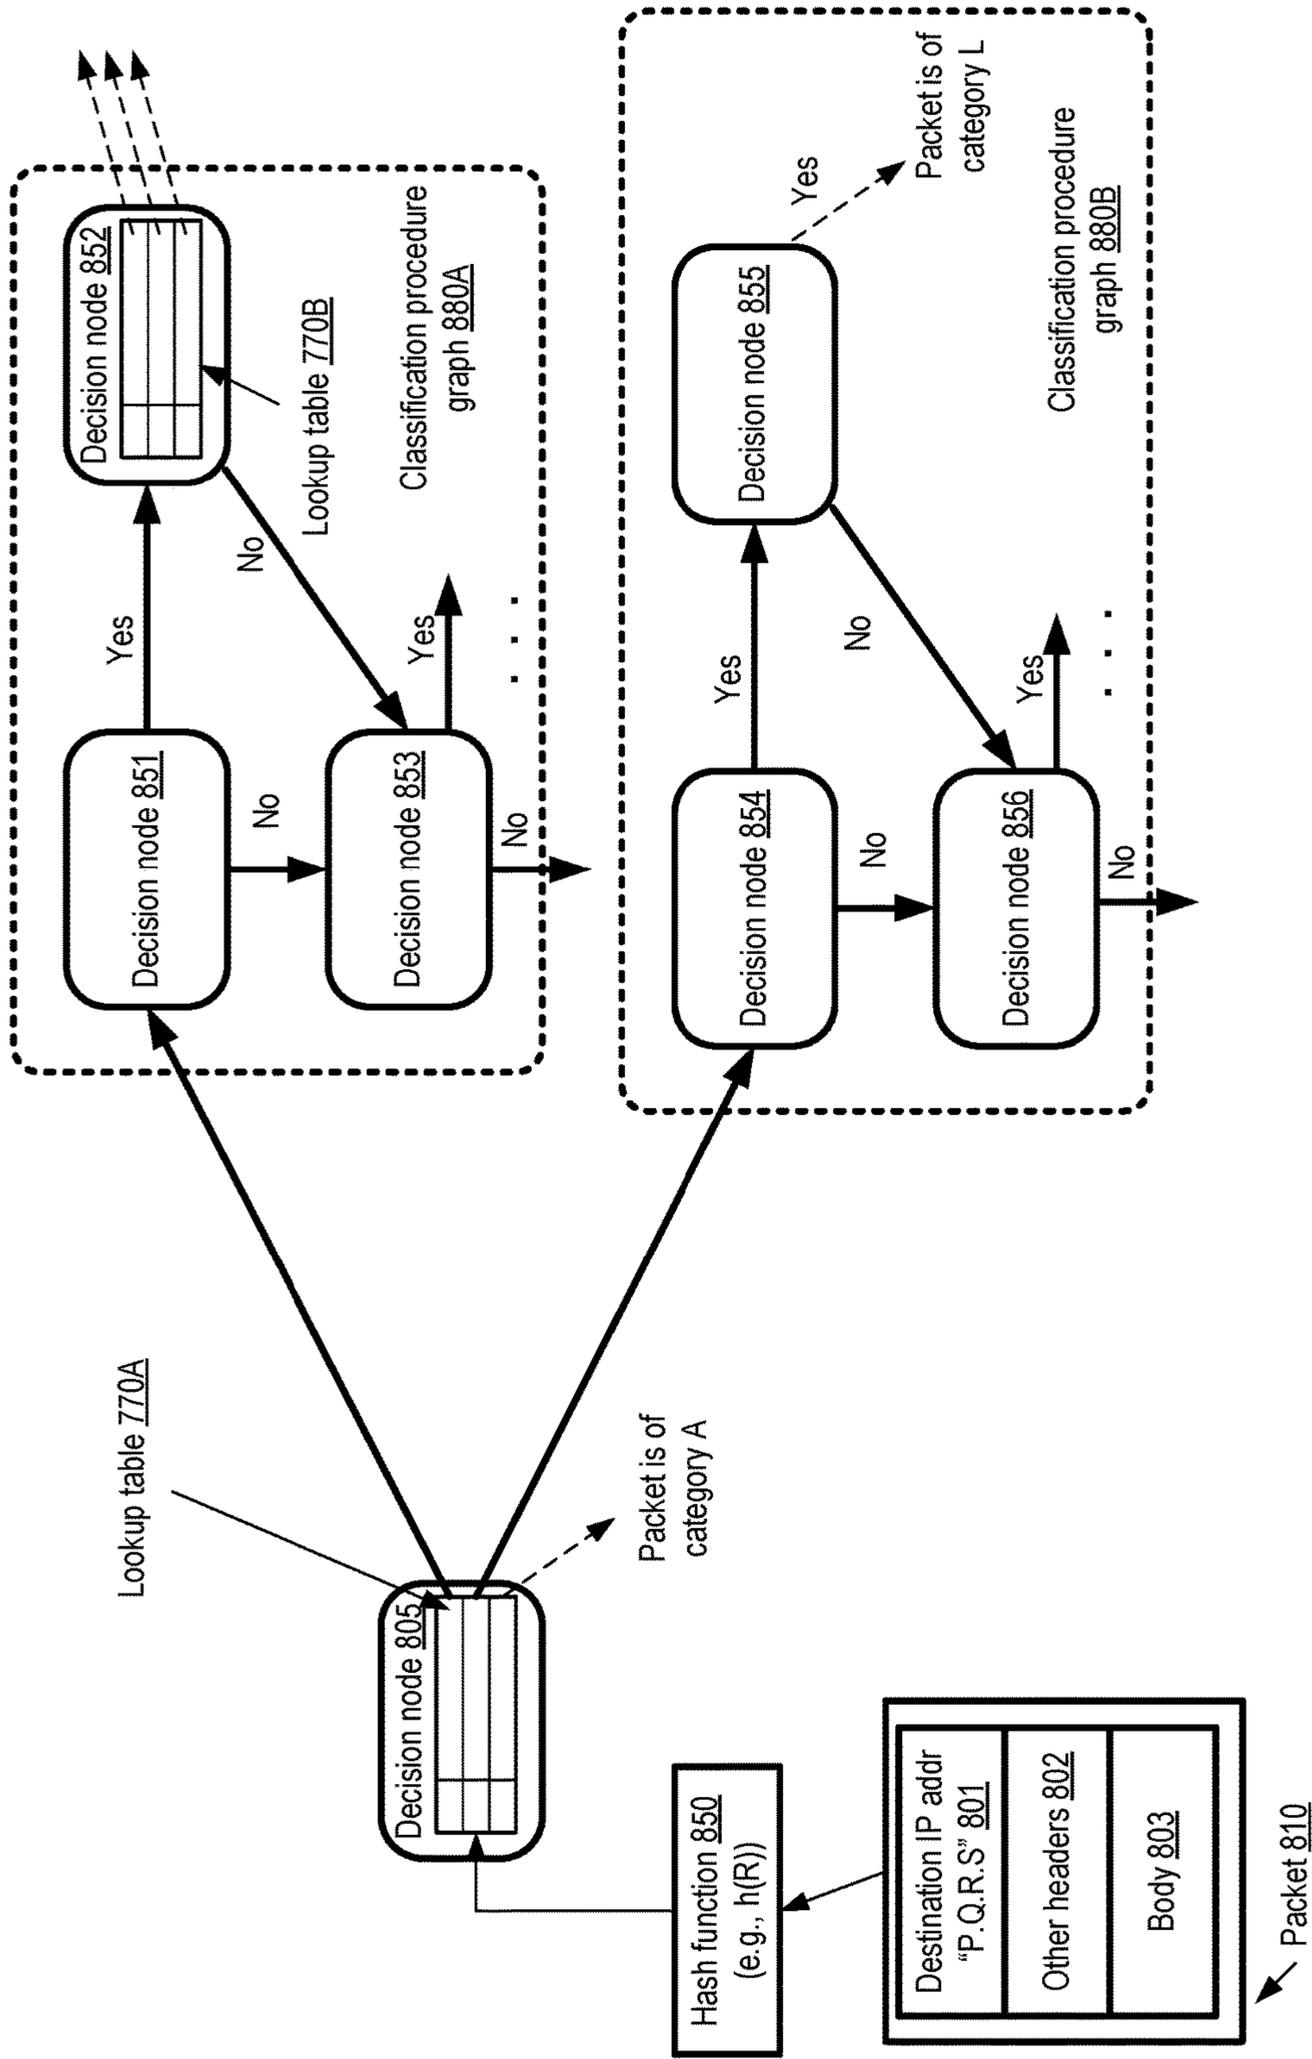 Lookup table 770A
Decision node 805
Packet is of
category A
Hash function 850
(e.g., h(R))
Destination IP addr
“P.Q.R.S” 801
Other headers 802
Body 803
Packet 810
Decision node 851
Yes
Decision node 852
No
No
Lookup table 770B
Decision node 853
Yes
No
. . .
Classification procedure
graph 880A
Decision node 854
Yes
Decision node 855
Yes
Packet is of
category L
No
No
Decision node 856
Yes
No
. . .
Classification procedure
graph 880B